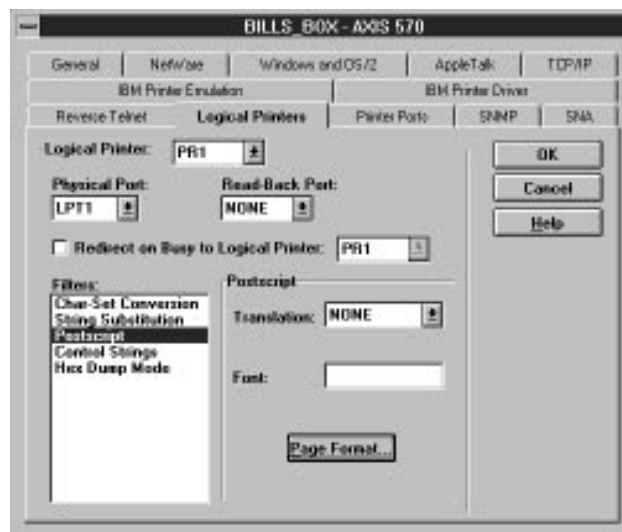 BILLS_BOX - AXIS 570
General NetWare Windows and OS/2 AppleTalk TCP/IP
IBM Printer Emulation IBM Printer Driver
Reverse Telnet Logical Printers Printer Ports SNMP SNA
Logical Printer: PR1
OK
Physical Port: Read-Back Port:
Cancel
LPT1 NONE
Help
Redirect on Busy to Logical Printer: PR1
Filters: Postscript
Char-Set Conversion
String Substitution
Translation: NONE
Postscript
Control Strings
Hex Dump Mode
Font:
Page Format...